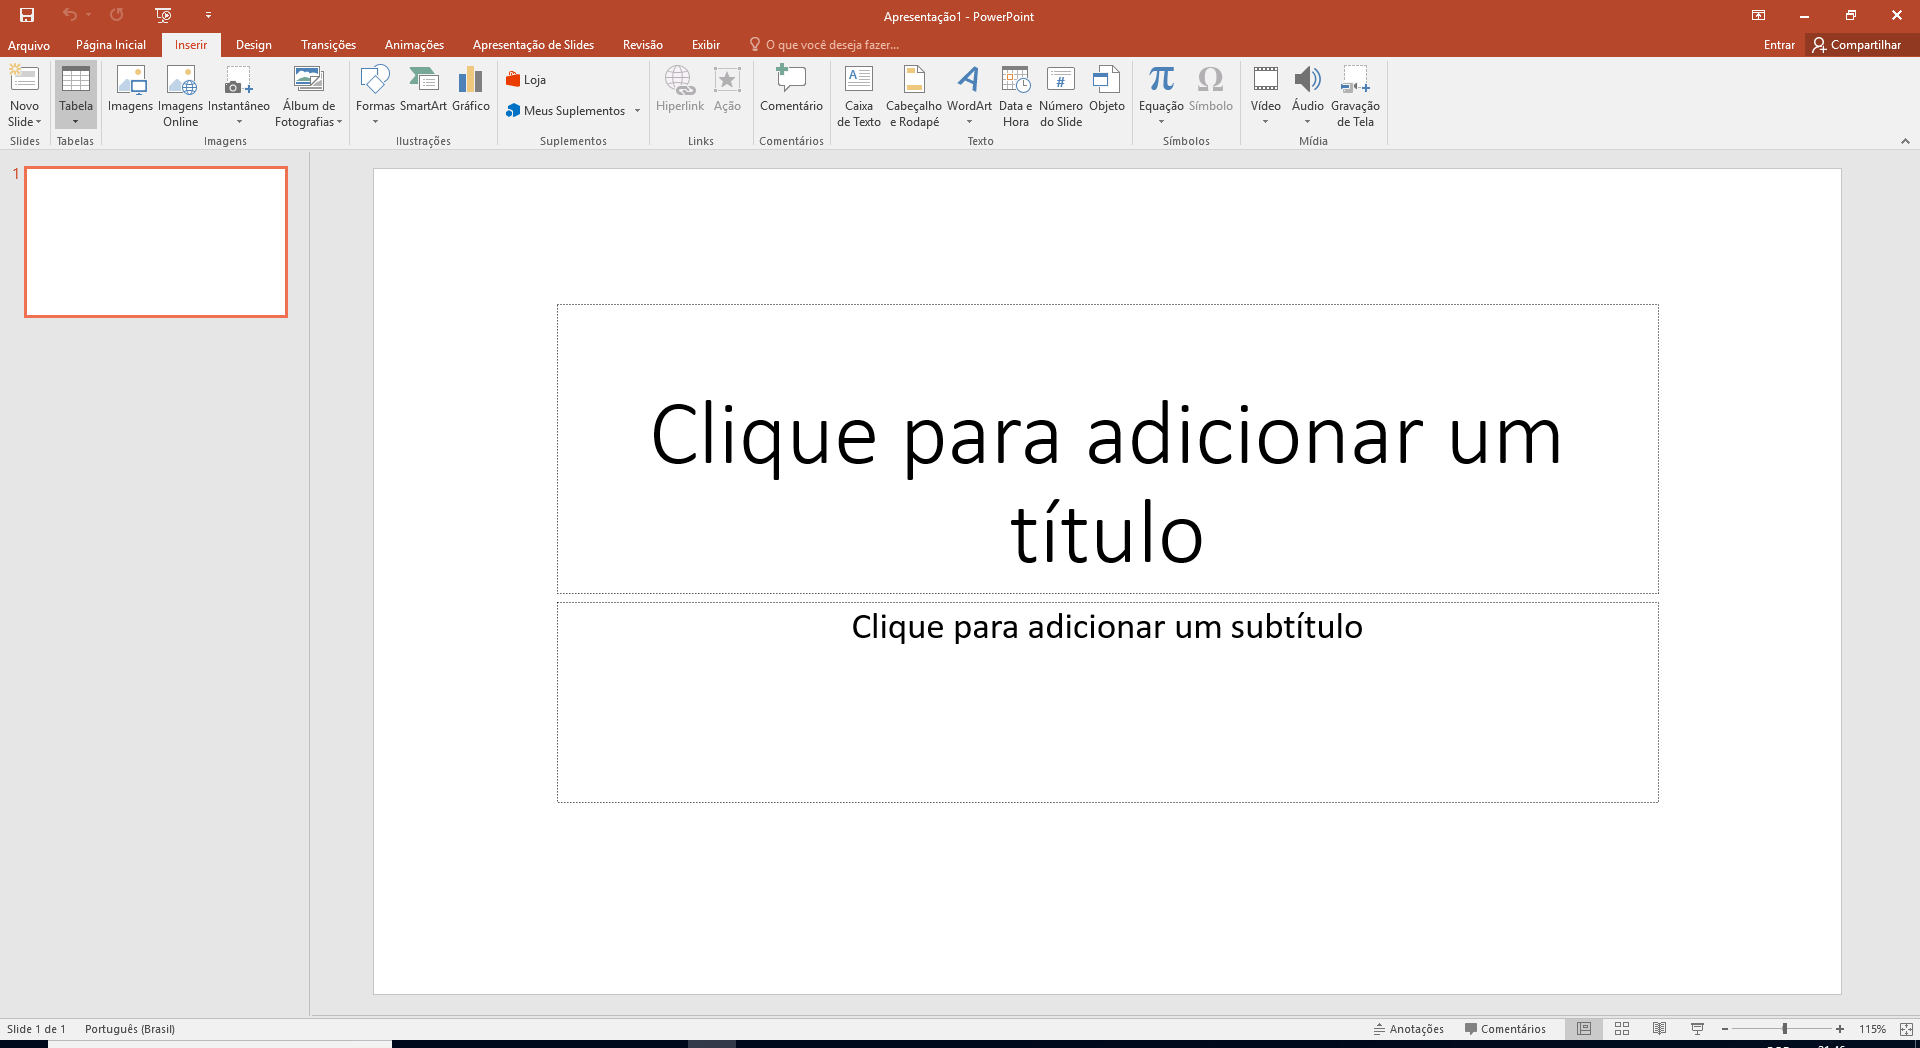 Apresentação1 - PowerPoint
Arquivo Página Inicial Inserir Design Transições Animações Apresentação de Slides Revisão Exibir O que você deseja fazer... Entrar Compartilhar
Novo Slide Tabela Imagens Imagens Online Instantâneo Álbum de Fotografias Formas SmartArt Gráfico Loja Meus Suplementos Hiperlink Ação Comentário Caixa de Texto Cabeçalho e Rodapé WordArt Data e Hora Número do Slide Objeto Equação Símbolo Vídeo Áudio Gravação de Tela
Slides Tabelas Imagens Ilustrações Suplementos Links Comentários Texto Símbolos Mídia
1
Clique para adicionar um
título
Clique para adicionar um subtítulo
Slide 1 de 1 Português (Brasil) Anotações Comentários 115%